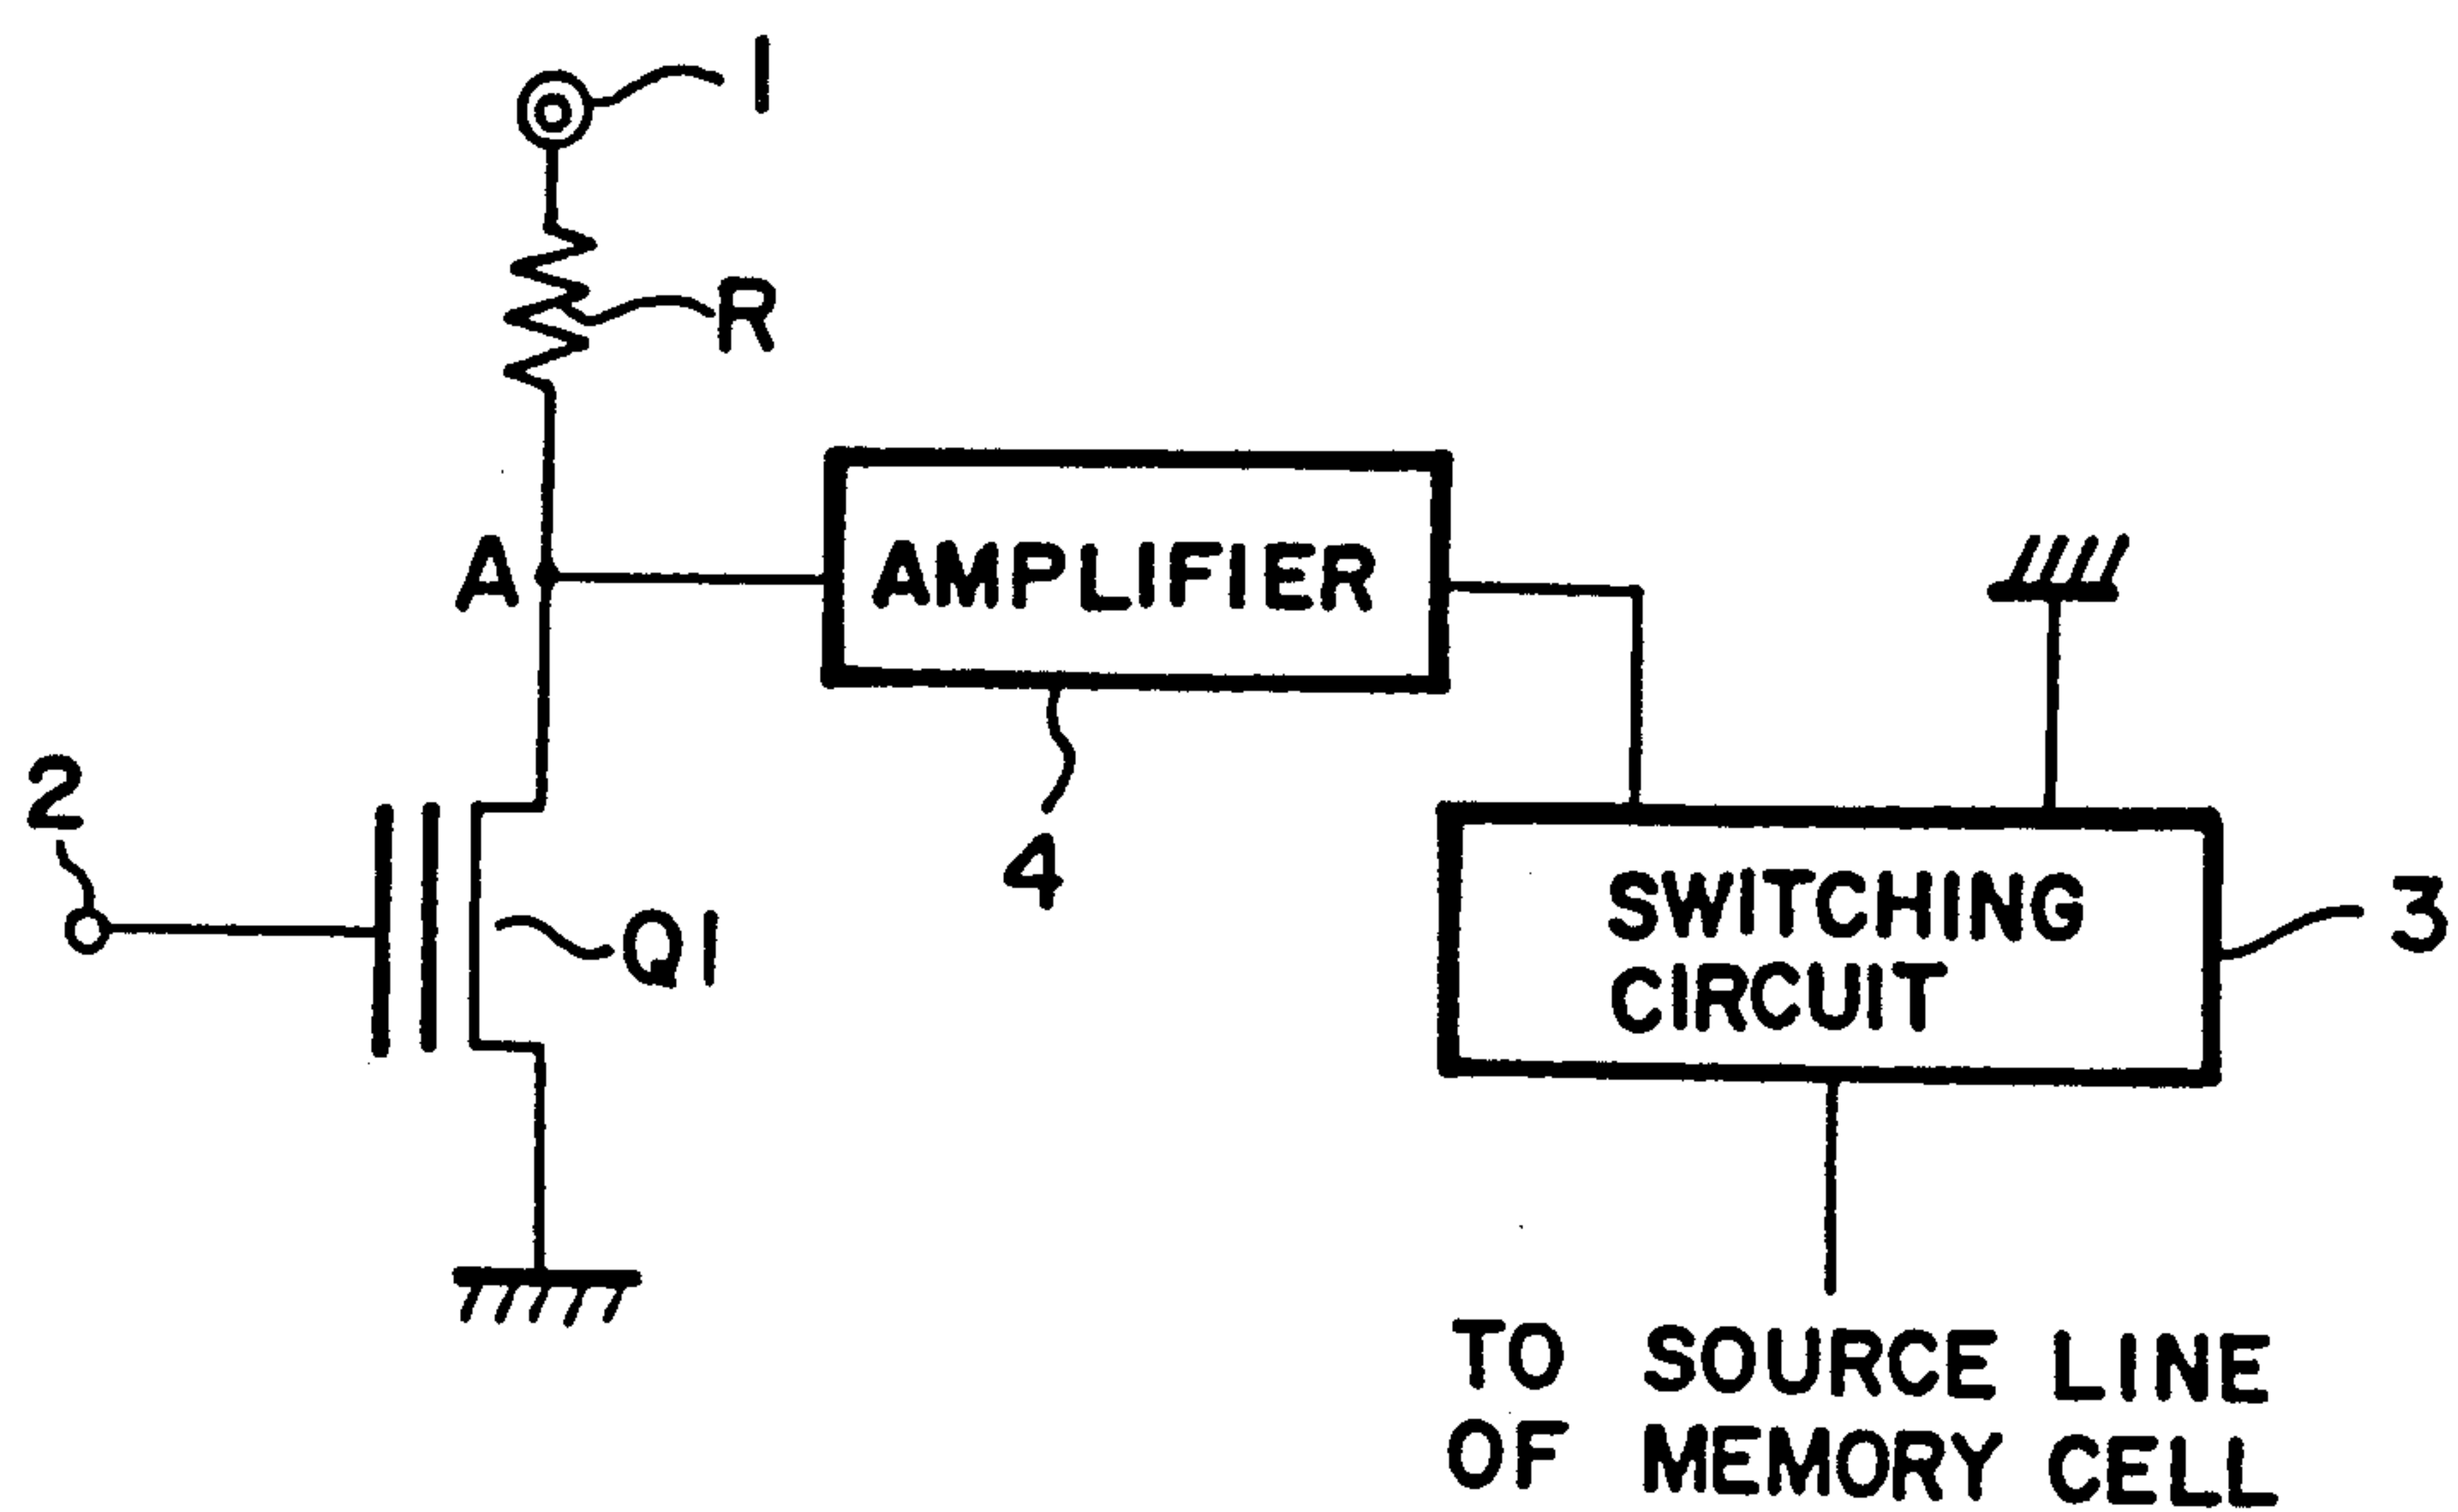 1
R
A
AMPLIFIER
2
4
Q1
SWITCHING
CIRCUIT
3
TO SOURCE LINE
OF MEMORY CELL